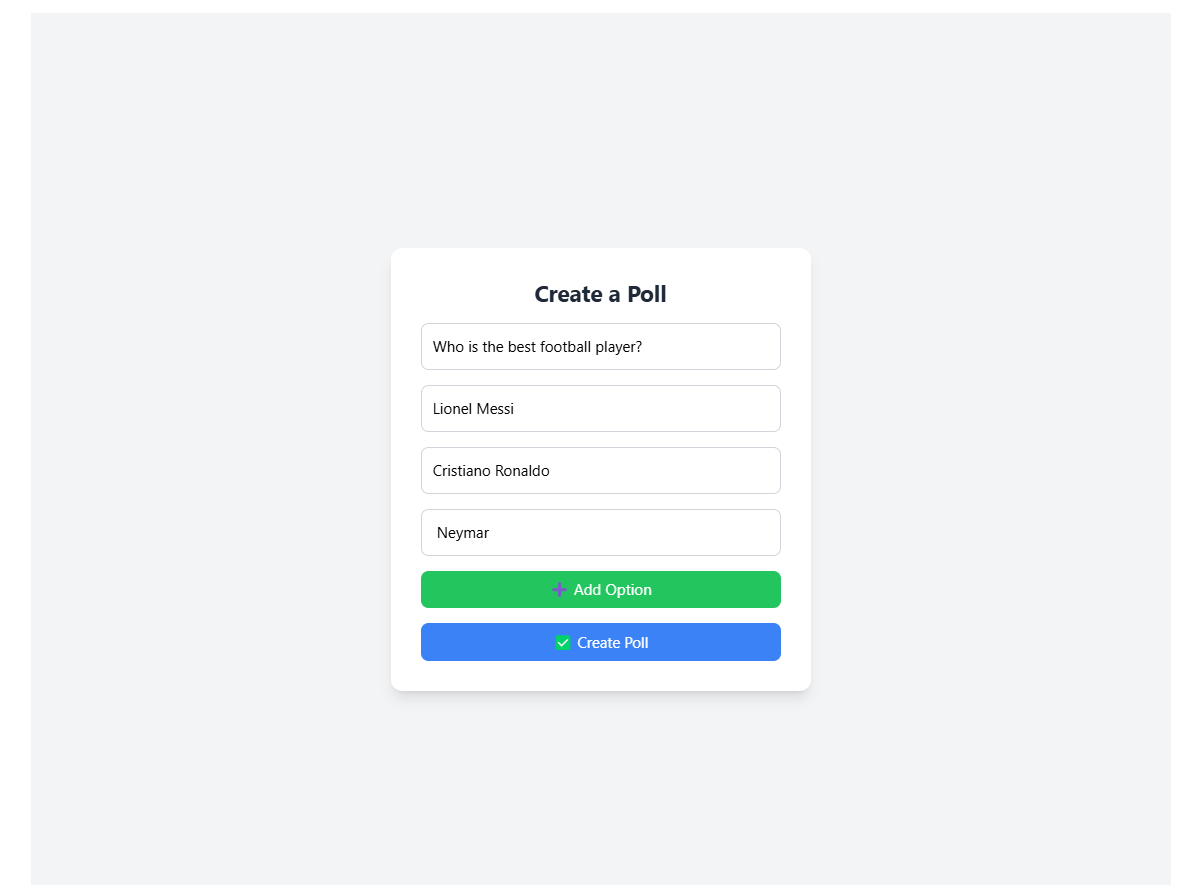 Create a Poll
Who is the best football player?
Lionel Messi
Cristiano Ronaldo
Neymar
➕ Add Option
✅ Create Poll